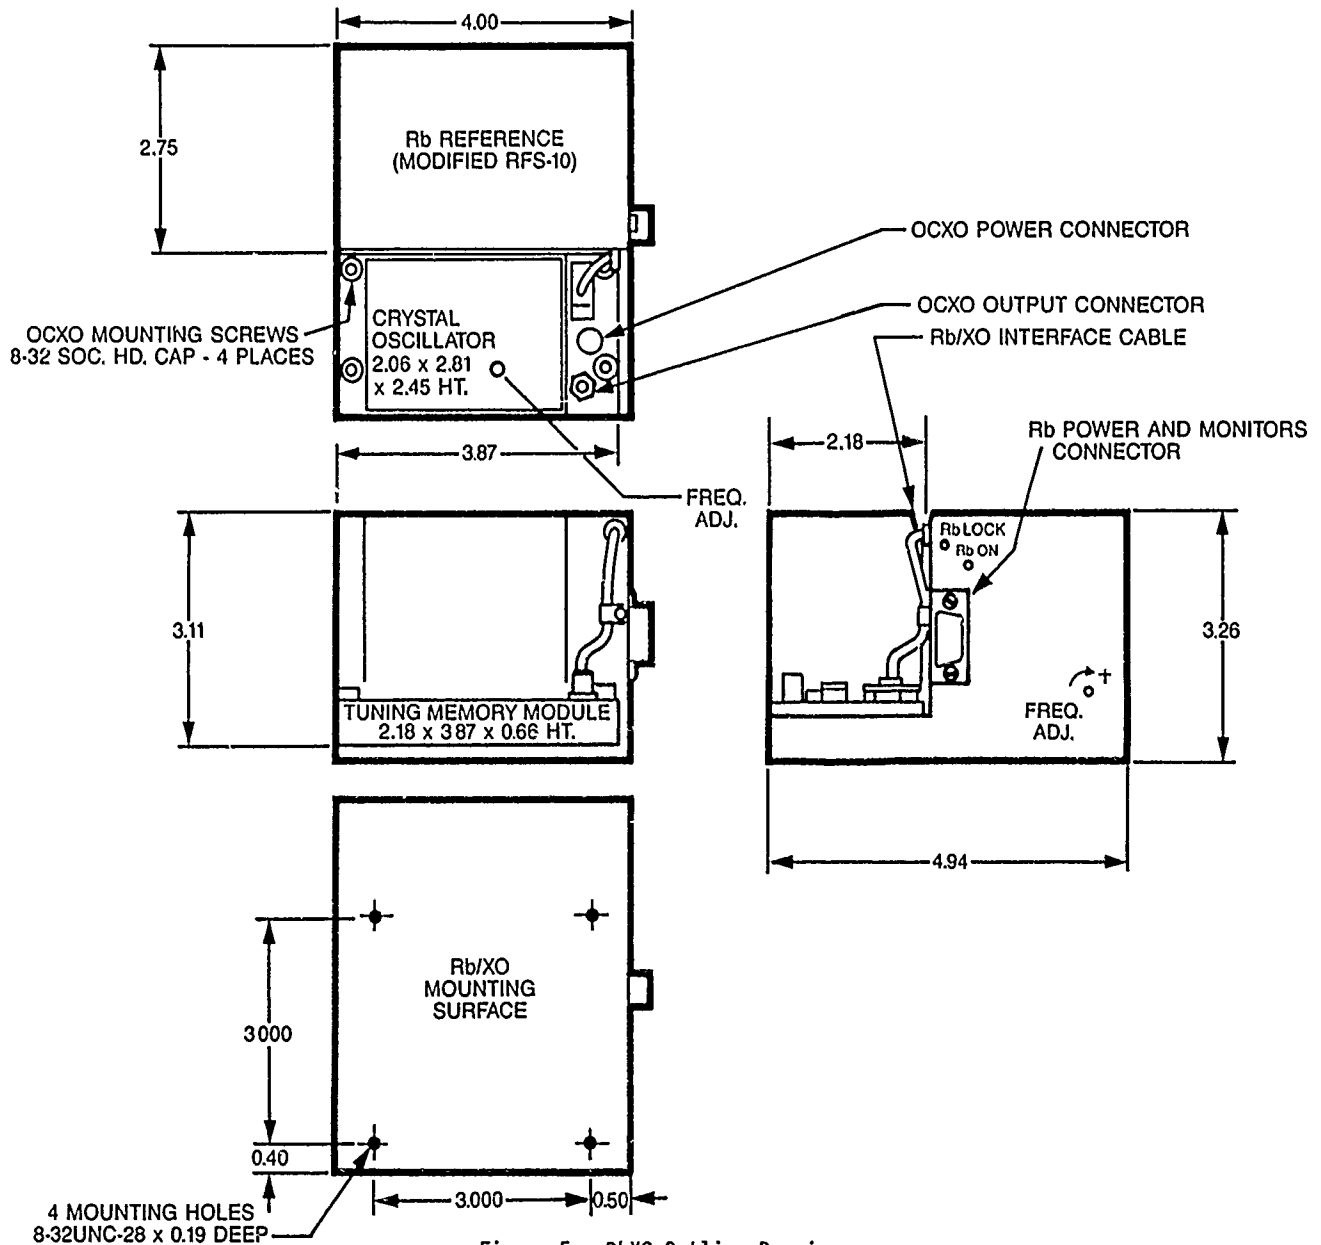 4.00
2.75
Rb REFERENCE
(MODIFIED RFS-10)
OCXO POWER CONNECTOR
OCXO OUTPUT CONNECTOR
Rb/XO INTERFACE CABLE
OCXO MOUNTING SCREWS
8-32 SOC. HD. CAP - 4 PLACES
CRYSTAL
OSCILLATOR
2.06 x 2.81
x 2.45 HT.
3.87
FREQ.
ADJ.
2.18
Rb POWER AND MONITORS
CONNECTOR
Rb LOCK
Rb ON
3.11
TUNING MEMORY MODULE
2.18 x 3 87 x 0.66 HT.
3.26
+
FREQ.
ADJ.
4.94
Rb/XO
MOUNTING
SURFACE
3 000
0.40
3.000
0.50
4 MOUNTING HOLES
8-32UNC-28 x 0.19 DEEP